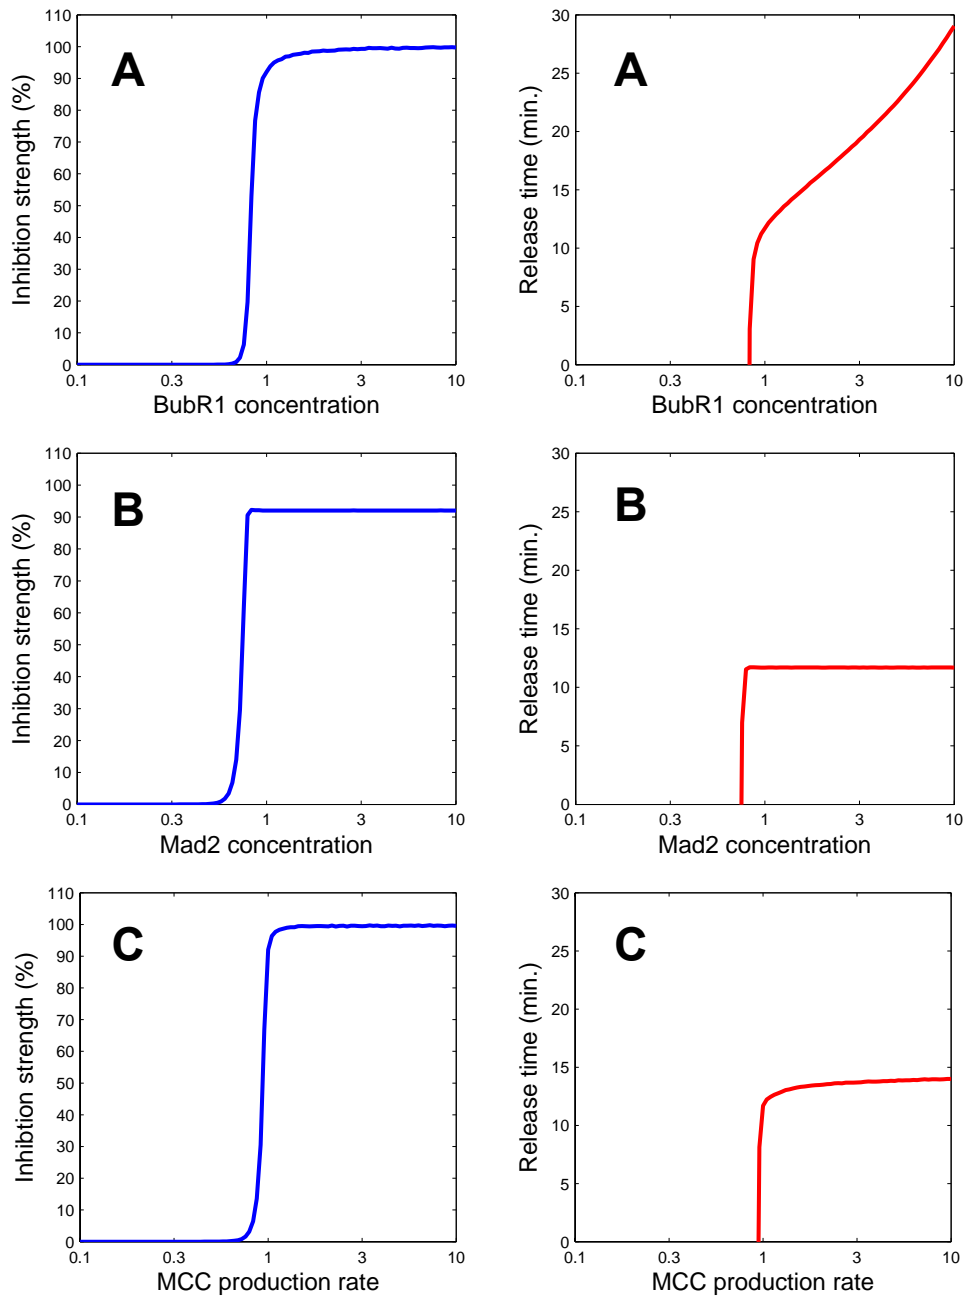 A
Inhibtion strength (%)
110
100
90
80
70
60
50
40
30
20
10
0
0.1 0.3 1 3 10
BubR1 concentration
A
Release time (min.)
30
25
20
15
10
5
0
0.1 0.3 1 3 10
BubR1 concentration
B
Inhibtion strength (%)
110
100
90
80
70
60
50
40
30
20
10
0
0.1 0.3 1 3 10
Mad2 concentration
B
Release time (min.)
30
25
20
15
10
5
0
0.1 0.3 1 3 10
Mad2 concentration
C
Inhibtion strength (%)
110
100
90
80
70
60
50
40
30
20
10
0
0.1 0.3 1 3 10
MCC production rate
C
Release time (min.)
30
25
20
15
10
5
0
0.1 0.3 1 3 10
MCC production rate